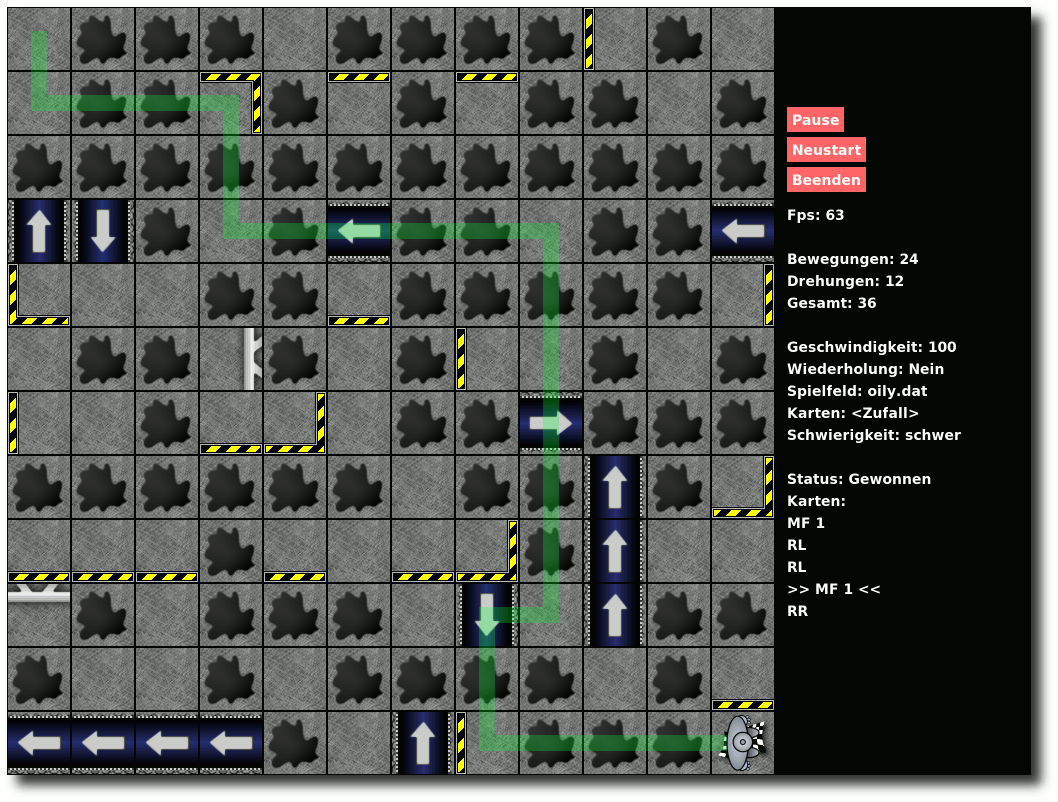 Pause
Neustart
Beenden
Fps: 63
Bewegungen: 24
Drehungen: 12
Gesamt: 36
Geschwindigkeit: 100
Wiederholung: Nein
Spielfeld: oily.dat
Karten: <Zufall>
Schwierigkeit: schwer
Status: Gewonnen
Karten:
MF 1
RL
RL
>> MF 1 <<
RR